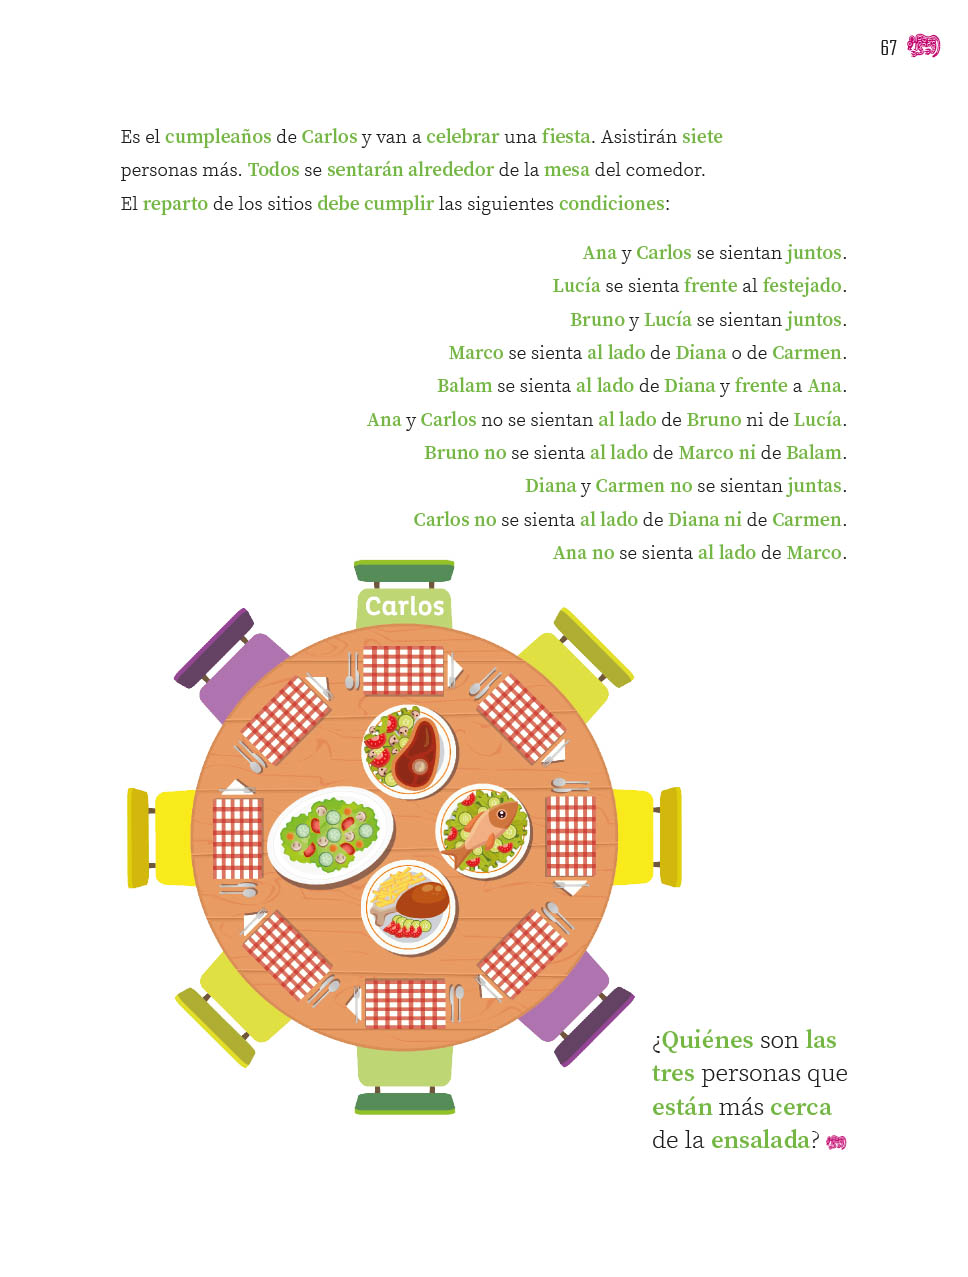 67
Es el cumpleaños de Carlos y van a celebrar una fiesta. Asistirán siete
personas más. Todos se sentarán alrededor de la mesa del comedor.
El reparto de los sitios debe cumplir las siguientes condiciones:
Ana y Carlos se sientan juntos.
Lucía se sienta frente al festejado.
Bruno y Lucía se sientan juntos.
Marco se sienta al lado de Diana o de Carmen.
Balam se sienta al lado de Diana y frente a Ana.
Ana y Carlos no se sientan al lado de Bruno ni de Lucía.
Bruno no se sienta al lado de Marco ni de Balam.
Diana y Carmen no se sientan juntas.
Carlos no se sienta al lado de Diana ni de Carmen.
Ana no se sienta al lado de Marco.
Carlos
¿Quiénes son las
tres personas que
están más cerca
de la ensalada?